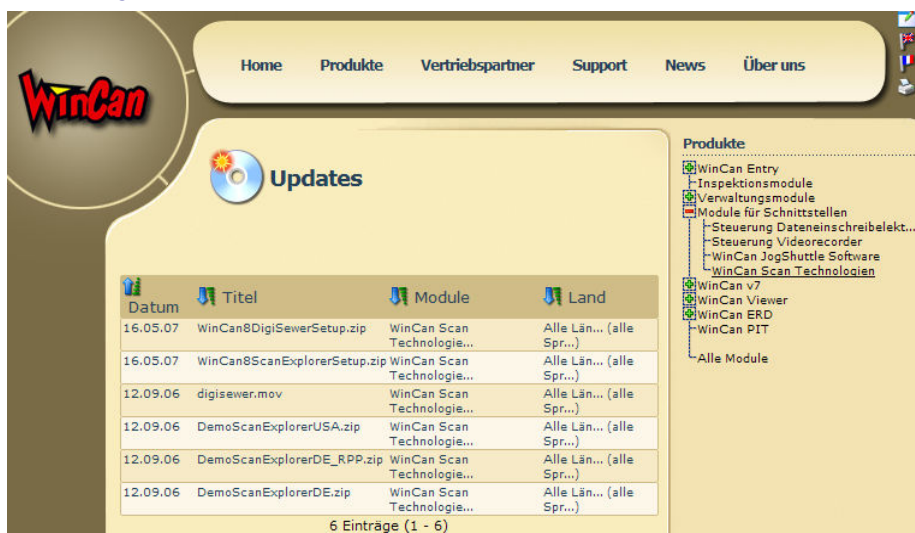 WinCan
Home Produkte Vertriebspartner Support News Über uns
Updates
Datum Titel Module Land
16.05.07 WinCan8DigiSewerSetup.zip WinCan Scan Alle Län... (alle
Technologie... Spr...)
16.05.07 WinCan8ScanExplorerSetup.zip WinCan Scan Alle Län... (alle
Technologie... Spr...)
12.09.06 digisewer.mov WinCan Scan Alle Län... (alle
Technologie... Spr...)
12.09.06 DemoScanExplorerUSA.zip WinCan Scan Alle Län... (alle
Technologie... Spr...)
12.09.06 DemoScanExplorerDE_RPP.zip WinCan Scan Alle Län... (alle
Technologie... Spr...)
12.09.06 DemoScanExplorerDE.zip WinCan Scan Alle Län... (alle
Technologie... Spr...)
6 Einträge (1 - 6)
Produkte
WinCan Entry
Inspektionsmodule
Verwaltungsmodule
Module für Schnittstellen
Steuerung Dateneinschreibelekt...
Steuerung Videorecorder
WinCan JogShuttle Software
WinCan Scan Technologien
WinCan v7
WinCan Viewer
WinCan ERD
WinCan PIT
Alle Module